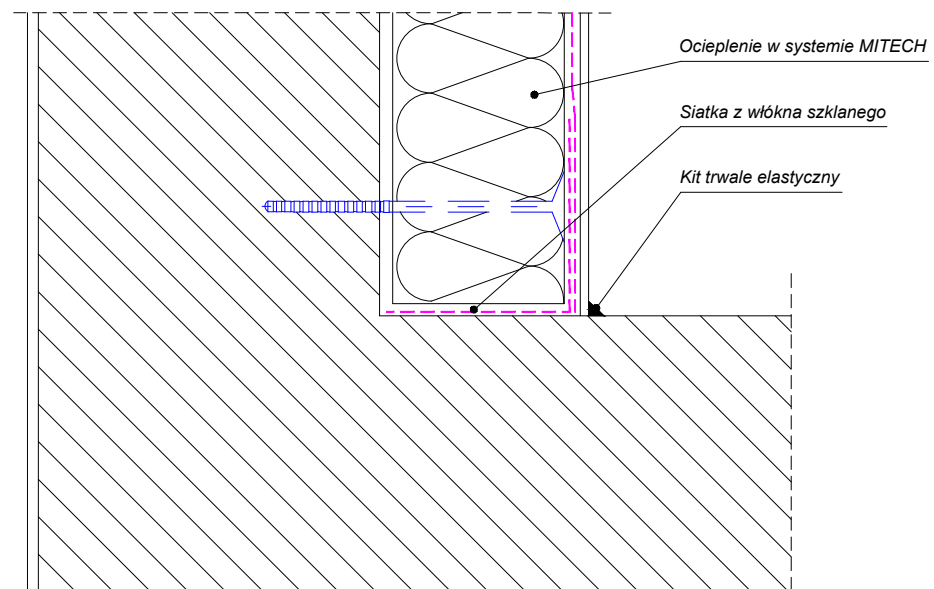 Ocieplenie w systemie MITECH
Siatka z włókna szklanego
Kit trwale elastyczny